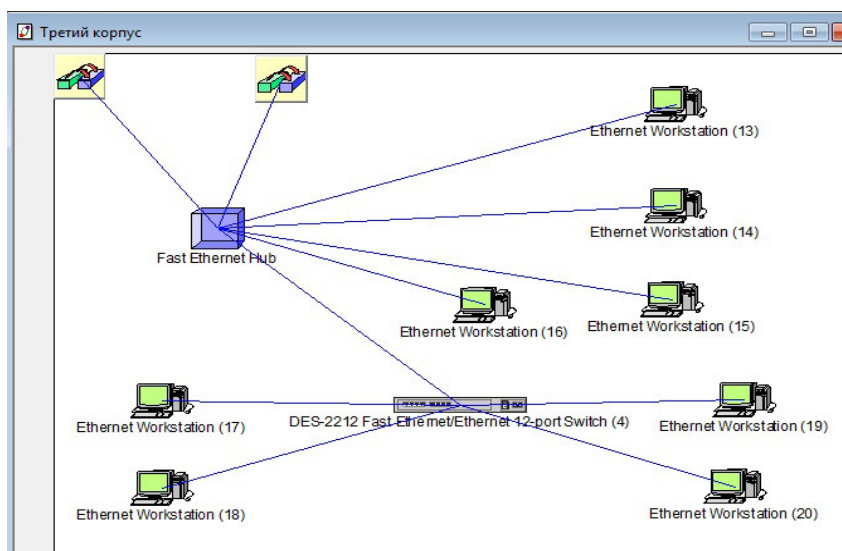 Третий корпус
Ethernet Workstation (13)
Ethernet Workstation (14)
Fast Ethernet Hub
Ethernet Workstation (16)
Ethernet Workstation (15)
Ethernet Workstation (17)
DES-2212 Fast Ethernet/Ethernet 12-port Switch (4)
Ethernet Workstation (19)
Ethernet Workstation (18)
Ethernet Workstation (20)